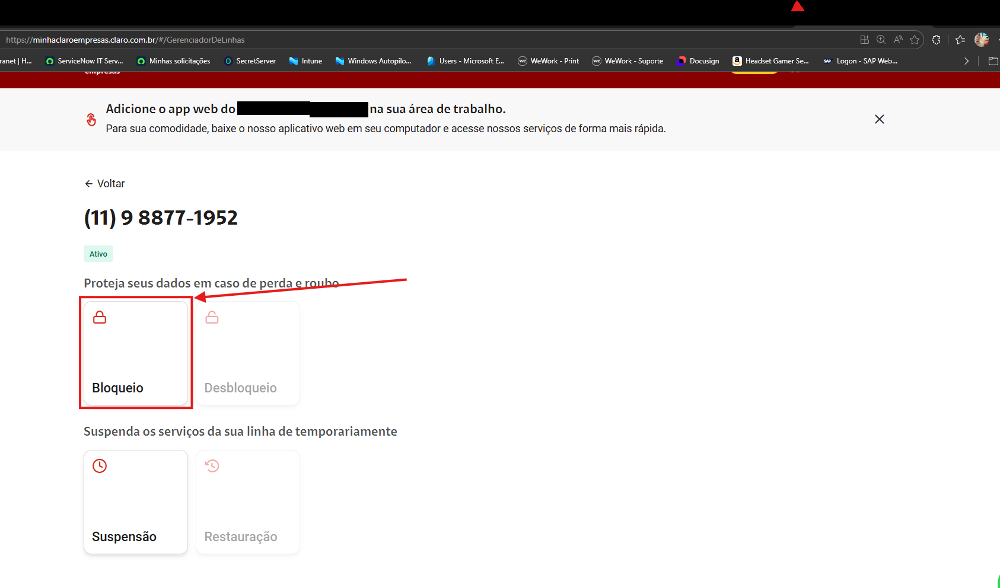 https://minhaclaroempresas.claro.com.br/#/GerenciadorDeLinhas
ranet | H... ServiceNow IT Serv... Minhas solicitações SecretServer Intune Windows Autopilo... Users - Microsoft E... WeWork - Print WeWork - Suporte Docusign Headset Gamer Se... Logon - SAP Web...
empresas
Adicione o app web do na sua área de trabalho.
Para sua comodidade, baixe o nosso aplicativo web em seu computador e acesse nossos serviços de forma mais rápida.
Voltar
(11) 9 8877-1952
Ativo
Proteja seus dados em caso de perda e roubo
Bloqueio Desbloqueio
Suspenda os serviços da sua linha de temporariamente
Suspensão Restauração